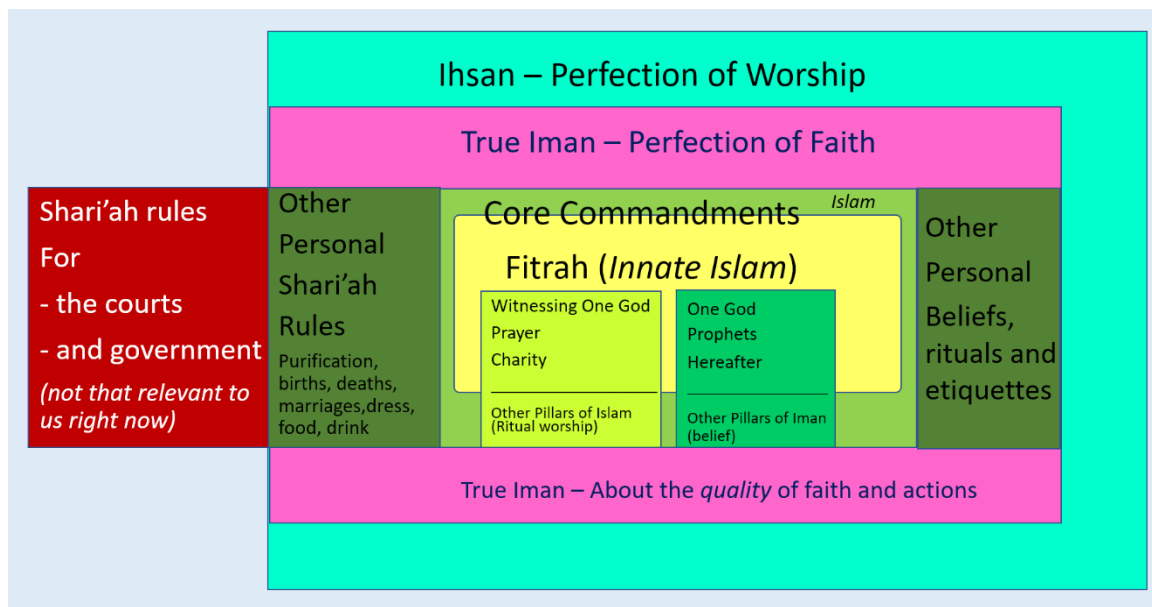 Ihsan – Perfection of Worship
True Iman – Perfection of Faith
Shari’ah rules
For
- the courts
- and government
(not that relevant to
us right now)
Other
Personal
Shari’ah
Rules
Purification,
births, deaths,
marriages,dress,
food, drink
Islam
Core Commandments
Fitrah (Innate Islam)
Witnessing One God
Prayer
Charity
Other Pillars of Islam
(Ritual worship)
One God
Prophets
Hereafter
Other Pillars of Iman
(belief)
Other
Personal
Beliefs,
rituals and
etiquettes
True Iman – About the quality of faith and actions